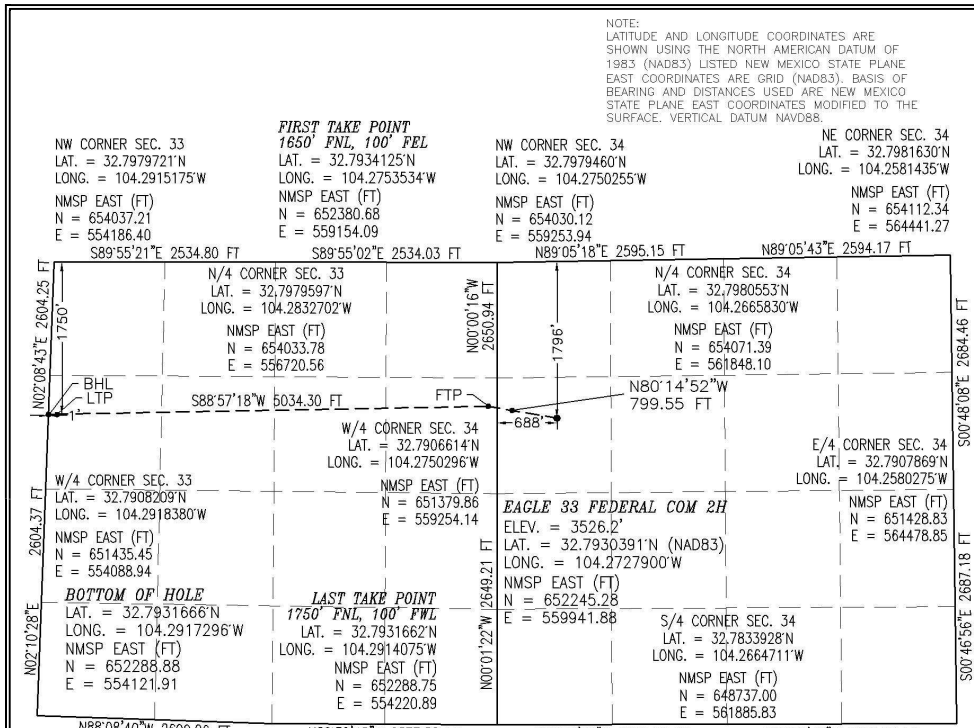 NOTE:
LATITUDE AND LONGITUDE COORDINATES ARE
SHOWN USING THE NORTH AMERICAN DATUM OF
1983 (NAD83) LISTED NEW MEXICO STATE PLANE
EAST COORDINATES ARE GRID (NAD83). BASIS OF
BEARING AND DISTANCES USED ARE NEW MEXICO
STATE PLANE EAST COORDINATES MODIFIED TO THE
SURFACE. VERTICAL DATUM NAVD88.
NW CORNER SEC. 33
LAT. = 32.7979721'N
LONG. = 104.2915175'W
NMSP EAST (FT)
N = 654037.21
E = 554186.40
FIRST TAKE POINT
1650' FNL, 100' FEL
LAT. = 32.7934125'N
LONG. = 104.2753534'W
NMSP EAST (FT)
N = 652380.68
E = 559154.09
NW CORNER SEC. 34
LAT. = 32.7979460'N
LONG. = 104.2750255'W
NMSP EAST (FT)
N = 654030.12
E = 559253.94
NE CORNER SEC. 34
LAT. = 32.7981630'N
LONG. = 104.2581435'W
NMSP EAST (FT)
N = 654112.34
E = 564441.27
S89°55'21"E 2534.80 FT
S89°55'02"E 2534.03 FT
N89°05'18"E 2595.15 FT
N89°05'43"E 2594.17 FT
N02°08'43"E 2604.25 FT
1750'
N/4 CORNER SEC. 33
LAT. = 32.7979597'N
LONG. = 104.2832702'W
NMSP EAST (FT)
N = 654033.78
E = 556720.56
N00°00'16"W
2650.94 FT
1796'
N/4 CORNER SEC. 34
LAT. = 32.7980553'N
LONG. = 104.2665830'W
NMSP EAST (FT)
N = 654071.39
E = 561848.10
S00°48'08"E 2684.46 FT
BHL
LTP
1'
S88°57'18"W 5034.30 FT
FTP
688'
N80°14'52"W
799.55 FT
W/4 CORNER SEC. 34
LAT. = 32.7906614'N
LONG. = 104.2750296'W
NMSP EAST (FT)
N = 651379.86
E = 559254.14
E/4 CORNER SEC. 34
LAT. = 32.7907869'N
LONG. = 104.2580275'W
NMSP EAST (FT)
N = 651428.83
E = 564478.85
W/4 CORNER SEC. 33
LAT. = 32.7908209'N
LONG. = 104.2918380'W
NMSP EAST (FT)
N = 651435.45
E = 554088.94
EAGLE 33 FEDERAL COM 2H
ELEV. = 3526.2'
LAT. = 32.7930391'N (NAD83)
LONG. = 104.2727900'W
NMSP EAST (FT)
N = 652245.28
E = 559941.88
N02°10'28"E 2604.37 FT
BOTTOM OF HOLE
LAT. = 32.7931666'N
LONG. = 104.2917296'W
NMSP EAST (FT)
N = 652288.88
E = 554121.91
LAST TAKE POINT
1750' FNL, 100' FWL
LAT. = 32.7931662'N
LONG. = 104.2914075'W
NMSP EAST (FT)
N = 652288.75
E = 554220.89
N00°01'22"W 2649.21 FT
S/4 CORNER SEC. 34
LAT. = 32.7833928'N
LONG. = 104.2664711'W
NMSP EAST (FT)
N = 648737.00
E = 561885.83
S00°46'56"E 2687.18 FT